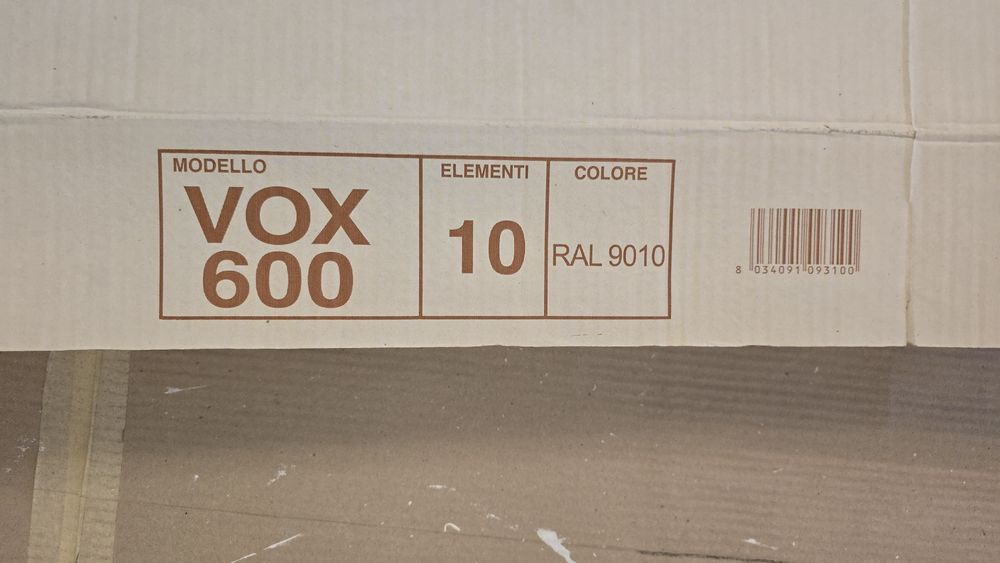 MODELLO
VOX
600
ELEMENTI
10
COLORE
RAL 9010
8 034091 093100